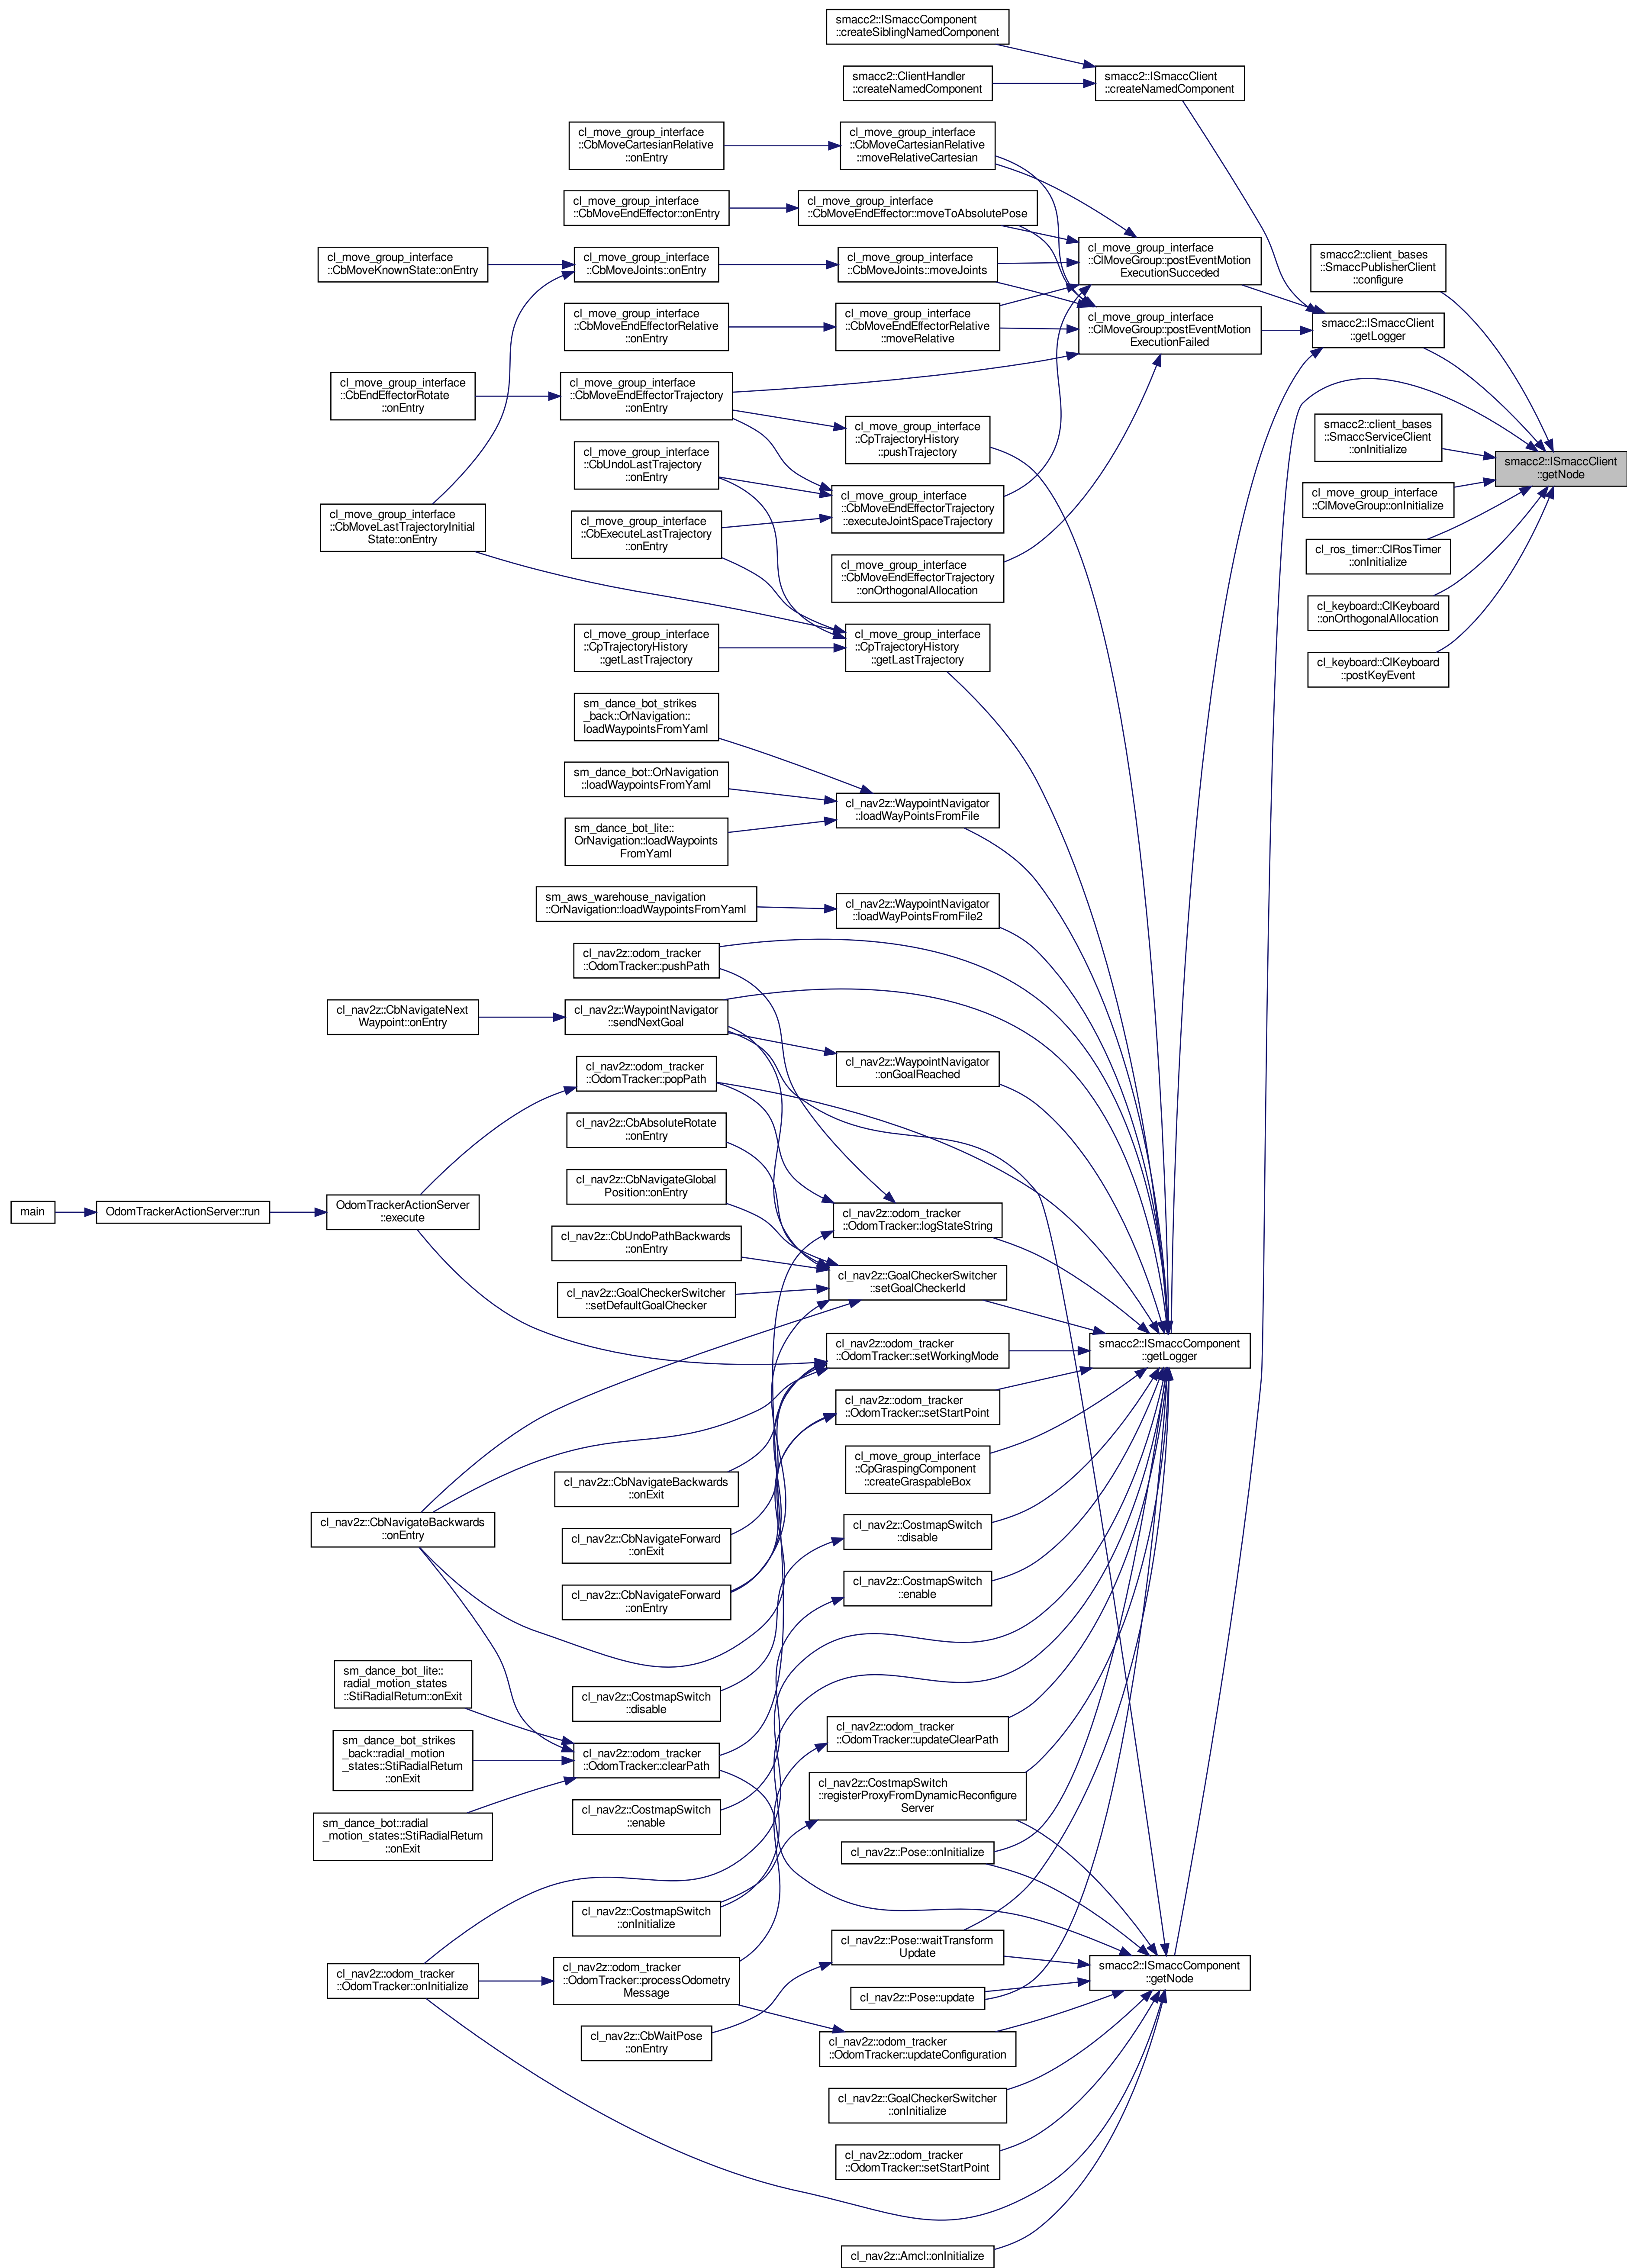 smacc2::ISmaccComponent
::createSiblingNamedComponent
smacc2::ClientHandler
::createNamedComponent
smacc2::ISmaccClient
::createNamedComponent
cl_move_group_interface
::CbMoveCartesianRelative
::onEntry
cl_move_group_interface
::CbMoveCartesianRelative
::moveRelativeCartesian
cl_move_group_interface
::CbMoveEndEffector::onEntry
cl_move_group_interface
::CbMoveEndEffector::moveToAbsolutePose
cl_move_group_interface
::CbMoveKnownState::onEntry
cl_move_group_interface
::CbMoveJoints::onEntry
cl_move_group_interface
::CbMoveJoints::moveJoints
cl_move_group_interface
::ClMoveGroup::postEventMotion
ExecutionSucceded
smacc2::client_bases
::SmaccPublisherClient
::configure
cl_move_group_interface
::CbMoveEndEffectorRelative
::onEntry
cl_move_group_interface
::CbMoveEndEffectorRelative
::moveRelative
cl_move_group_interface
::ClMoveGroup::postEventMotion
ExecutionFailed
smacc2::ISmaccClient
::getLogger
cl_move_group_interface
::CbEndEffectorRotate
::onEntry
cl_move_group_interface
::CbMoveEndEffectorTrajectory
::onEntry
cl_move_group_interface
::CpTrajectoryHistory
::pushTrajectory
smacc2::client_bases
::SmaccServiceClient
::onInitialize
smacc2::ISmaccClient
::getNode
cl_move_group_interface
::CbUndoLastTrajectory
::onEntry
cl_move_group_interface
::CbMoveEndEffectorTrajectory
::executeJointSpaceTrajectory
cl_move_group_interface
::ClMoveGroup::onInitialize
cl_move_group_interface
::CbMoveLastTrajectoryInitial
State::onEntry
cl_move_group_interface
::CbExecuteLastTrajectory
::onEntry
cl_ros_timer::ClRosTimer
::onInitialize
cl_move_group_interface
::CbMoveEndEffectorTrajectory
::onOrthogonalAllocation
cl_keyboard::ClKeyboard
::onOrthogonalAllocation
cl_move_group_interface
::CpTrajectoryHistory
::getLastTrajectory
cl_move_group_interface
::CpTrajectoryHistory
::getLastTrajectory
cl_keyboard::ClKeyboard
::postKeyEvent
sm_dance_bot_strikes
_back::OrNavigation::
loadWaypointsFromYaml
sm_dance_bot::OrNavigation
::loadWaypointsFromYaml
cl_nav2z::WaypointNavigator
::loadWayPointsFromFile
sm_dance_bot_lite::
OrNavigation::loadWaypoints
FromYaml
sm_aws_warehouse_navigation
::OrNavigation::loadWaypointsFromYaml
cl_nav2z::WaypointNavigator
::loadWayPointsFromFile2
cl_nav2z::odom_tracker
::OdomTracker::pushPath
cl_nav2z::CbNavigateNext
Waypoint::onEntry
cl_nav2z::WaypointNavigator
::sendNextGoal
cl_nav2z::WaypointNavigator
::onGoalReached
cl_nav2z::odom_tracker
::OdomTracker::popPath
cl_nav2z::CbAbsoluteRotate
::onEntry
cl_nav2z::CbNavigateGlobal
Position::onEntry
main
OdomTrackerActionServer::run
OdomTrackerActionServer
::execute
cl_nav2z::odom_tracker
::OdomTracker::logStateString
cl_nav2z::CbUndoPathBackwards
::onEntry
cl_nav2z::GoalCheckerSwitcher
::setGoalCheckerId
cl_nav2z::GoalCheckerSwitcher
::setDefaultGoalChecker
cl_nav2z::odom_tracker
::OdomTracker::setWorkingMode
smacc2::ISmaccComponent
::getLogger
cl_nav2z::odom_tracker
::OdomTracker::setStartPoint
cl_move_group_interface
::CpGraspingComponent
::createGraspableBox
cl_nav2z::CbNavigateBackwards
::onExit
cl_nav2z::CbNavigateBackwards
::onEntry
cl_nav2z::CbNavigateForward
::onExit
cl_nav2z::CostmapSwitch
::disable
cl_nav2z::CbNavigateForward
::onEntry
cl_nav2z::CostmapSwitch
::enable
sm_dance_bot_lite::
radial_motion_states
::StiRadialReturn::onExit
cl_nav2z::CostmapSwitch
::disable
sm_dance_bot_strikes
_back::radial_motion
_states::StiRadialReturn
::onExit
cl_nav2z::odom_tracker
::OdomTracker::clearPath
cl_nav2z::odom_tracker
::OdomTracker::updateClearPath
sm_dance_bot::radial
_motion_states::StiRadialReturn
::onExit
cl_nav2z::CostmapSwitch
::enable
cl_nav2z::CostmapSwitch
::registerProxyFromDynamicReconfigure
Server
cl_nav2z::Pose::onInitialize
cl_nav2z::CostmapSwitch
::onInitialize
cl_nav2z::Pose::waitTransform
Update
cl_nav2z::odom_tracker
::OdomTracker::onInitialize
cl_nav2z::odom_tracker
::OdomTracker::processOdometry
Message
smacc2::ISmaccComponent
::getNode
cl_nav2z::Pose::update
cl_nav2z::CbWaitPose
::onEntry
cl_nav2z::odom_tracker
::OdomTracker::updateConfiguration
cl_nav2z::GoalCheckerSwitcher
::onInitialize
cl_nav2z::odom_tracker
::OdomTracker::setStartPoint
cl_nav2z::Amcl::onInitialize